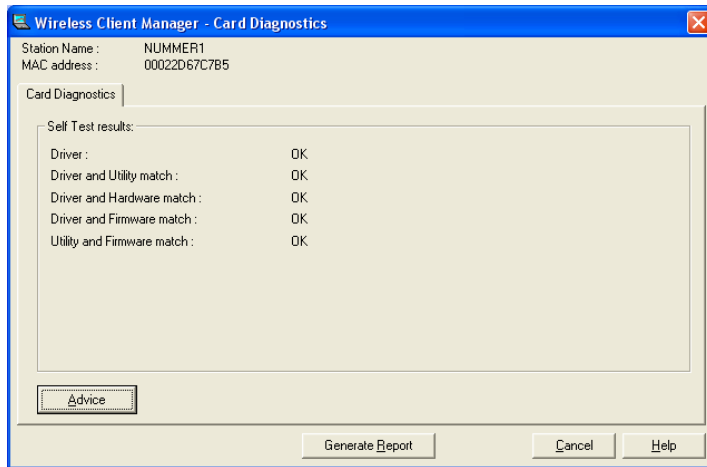 Wireless Client Manager - Card Diagnostics
Station Name : NUMMER1
MAC address : 00022D67C7B5
Card Diagnostics
Self Test results:
Driver : OK
Driver and Utility match : OK
Driver and Hardware match : OK
Driver and Firmware match : OK
Utility and Firmware match : OK
Advice
Generate Report Cancel Help